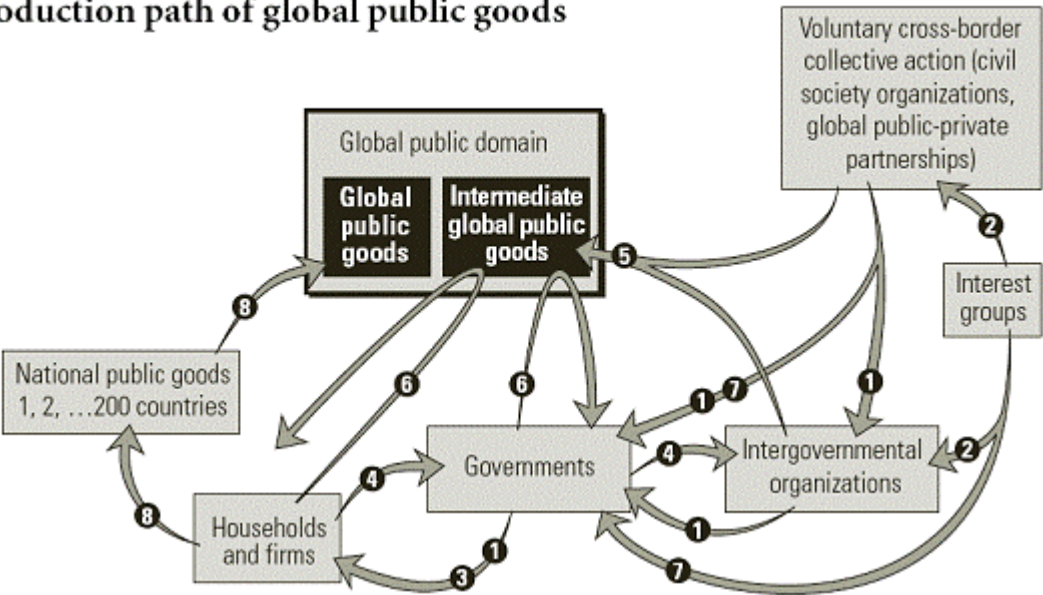 oduction path of global public goods
Voluntary cross-border
collective action (civil
society organizations,
global public-private
partnerships)
Global public domain
Global
public
goods
Intermediate
global public
goods
5
2
Interest
groups
8
National public goods
1, 2, …200 countries
6
6
1
7
1
4
Governments
4
Intergovernmental
organizations
2
8
Households
and firms
1
3
1
7